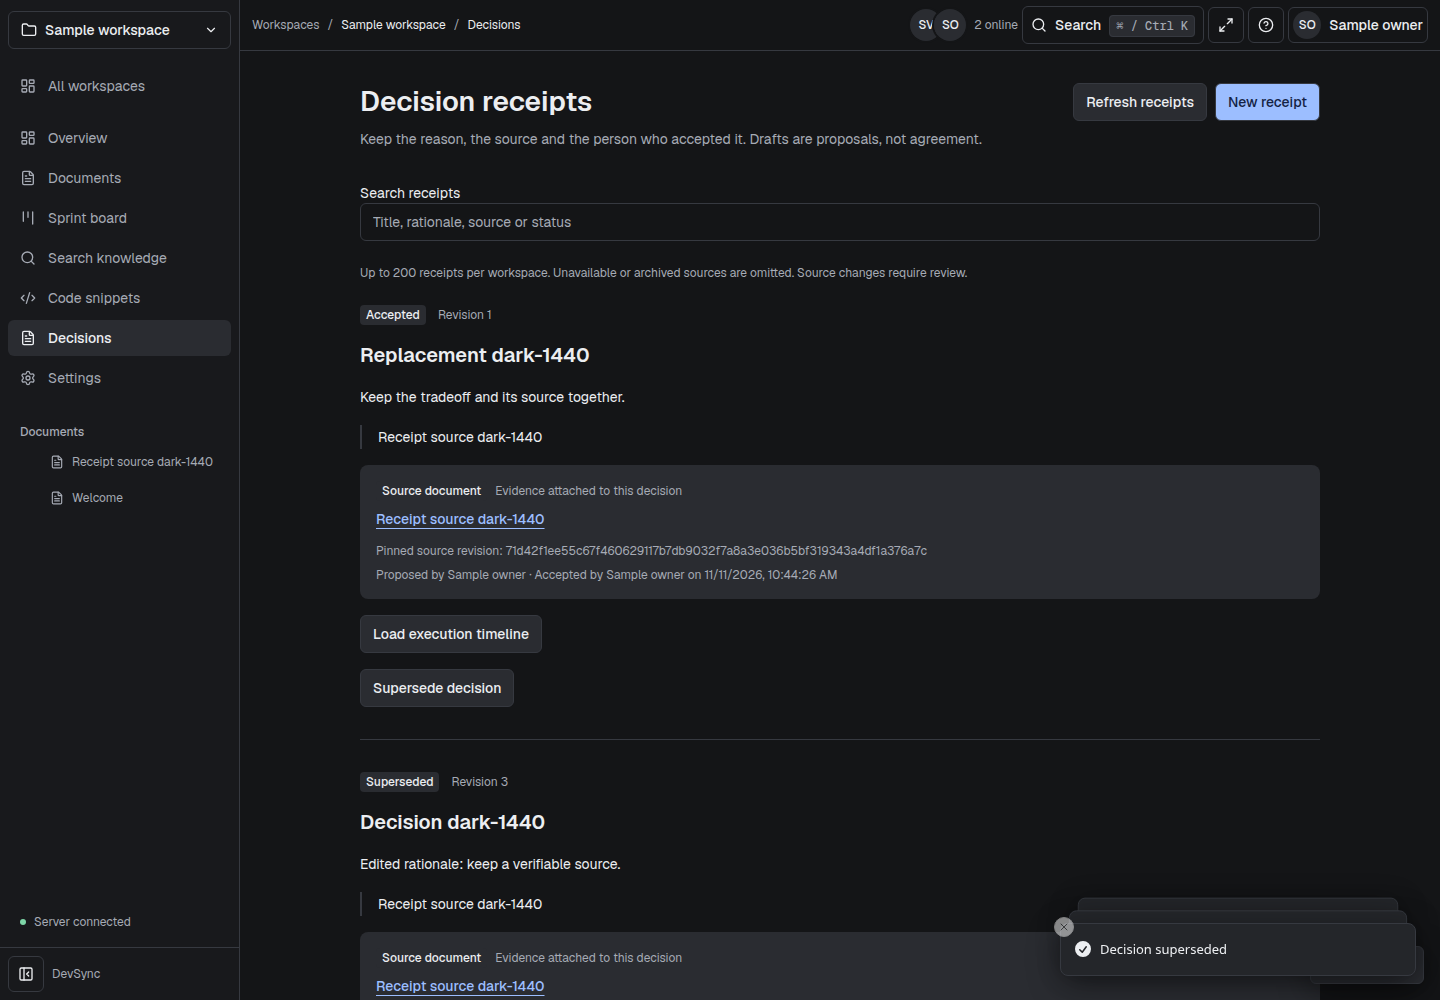 Sample workspace
All workspaces
Overview
Documents
Sprint board
Search knowledge
Code snippets
Decisions
Settings
Documents
Receipt source dark-1440
Welcome
Server connected
DevSync
Workspaces / Sample workspace / Decisions
SV SO 2 online
Search ⌘ / Ctrl K
SO Sample owner
Decision receipts
Refresh receipts
New receipt
Keep the reason, the source and the person who accepted it. Drafts are proposals, not agreement.
Search receipts
Title, rationale, source or status
Up to 200 receipts per workspace. Unavailable or archived sources are omitted. Source changes require review.
Accepted Revision 1
Replacement dark-1440
Keep the tradeoff and its source together.
Receipt source dark-1440
Source document Evidence attached to this decision
Receipt source dark-1440
Pinned source revision: 71d42f1ee55c67f460629117b7db9032f7a8a3e036b5bf319343a4df1a376a7c
Proposed by Sample owner · Accepted by Sample owner on 11/11/2026, 10:44:26 AM
Load execution timeline
Supersede decision
Superseded Revision 3
Decision dark-1440
Edited rationale: keep a verifiable source.
Receipt source dark-1440
Source document Evidence attached to this decision
Receipt source dark-1440
Decision superseded